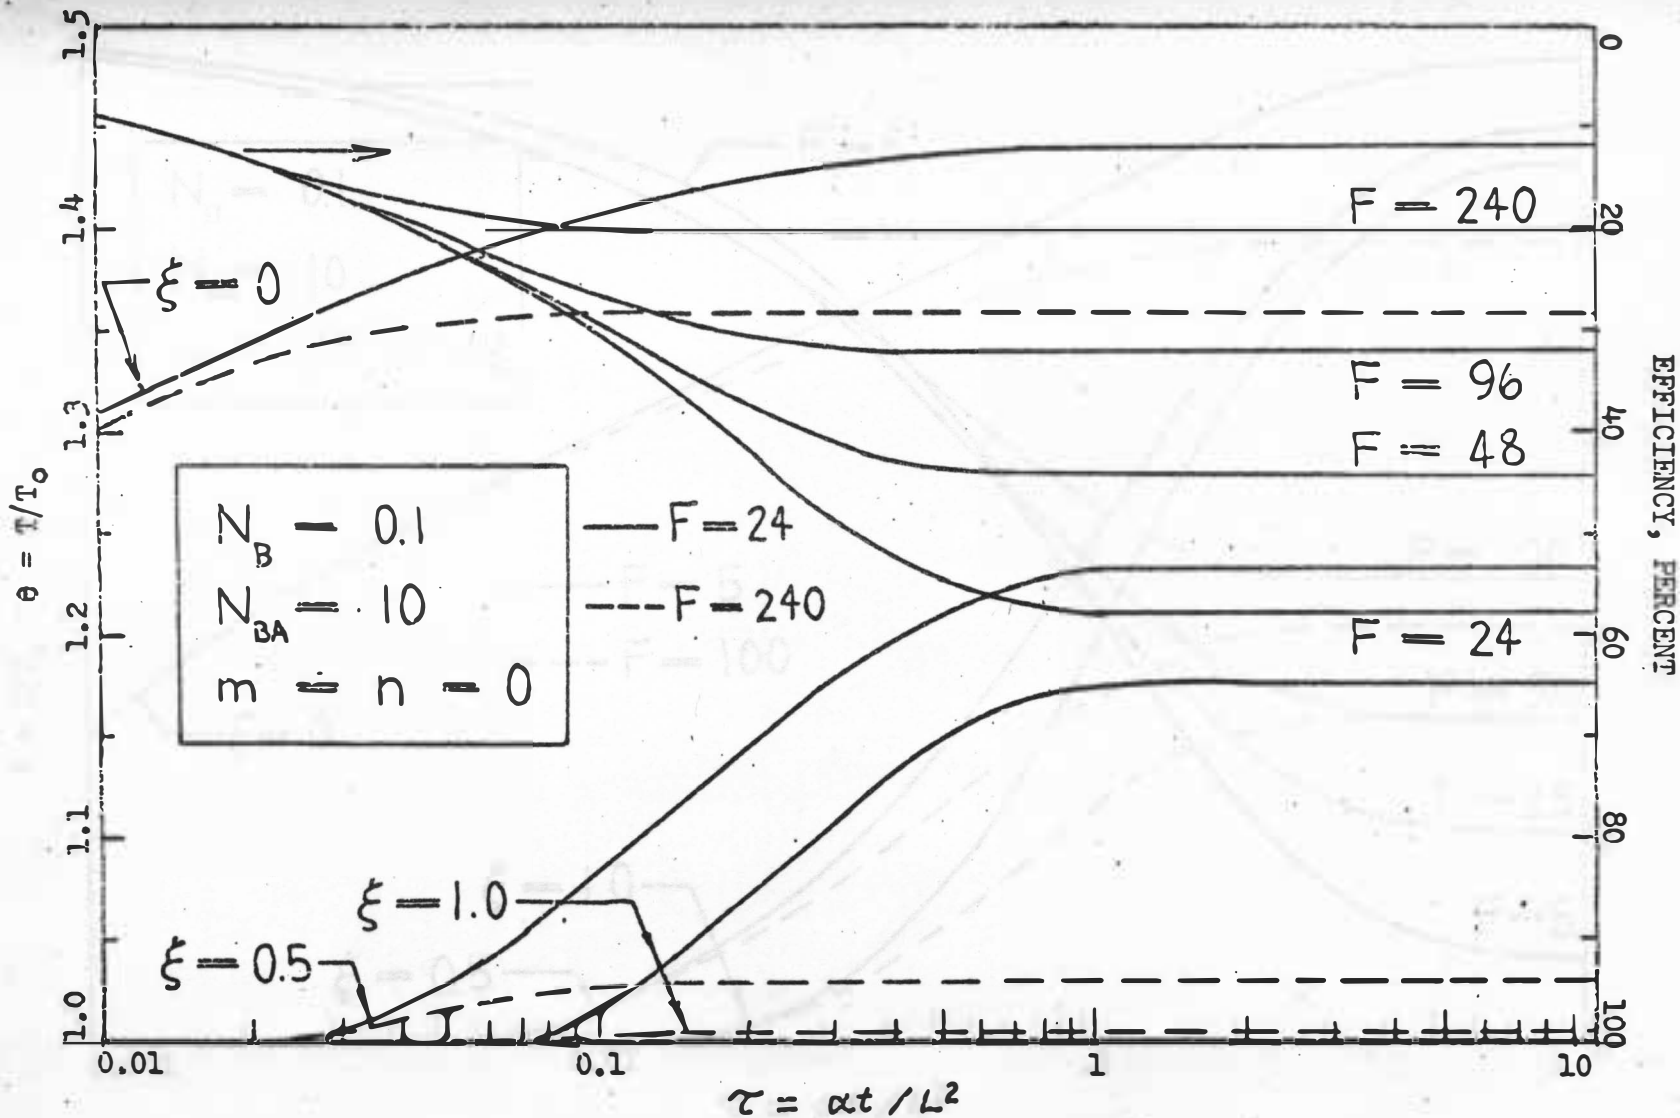 1.5
1.4
1.3
1.2
1.1
1.0
θ = T/T₀
0
20
40
60
80
100
EFFICIENCY, PERCENT
ξ = 0
F = 240
F = 96
F = 48
F = 24
N_B = 0.1
N_BA = 10
m = n = 0
F = 24
F = 240
ξ = 1.0
ξ = 0.5
0.01
0.1
1
10
τ = αt / L²